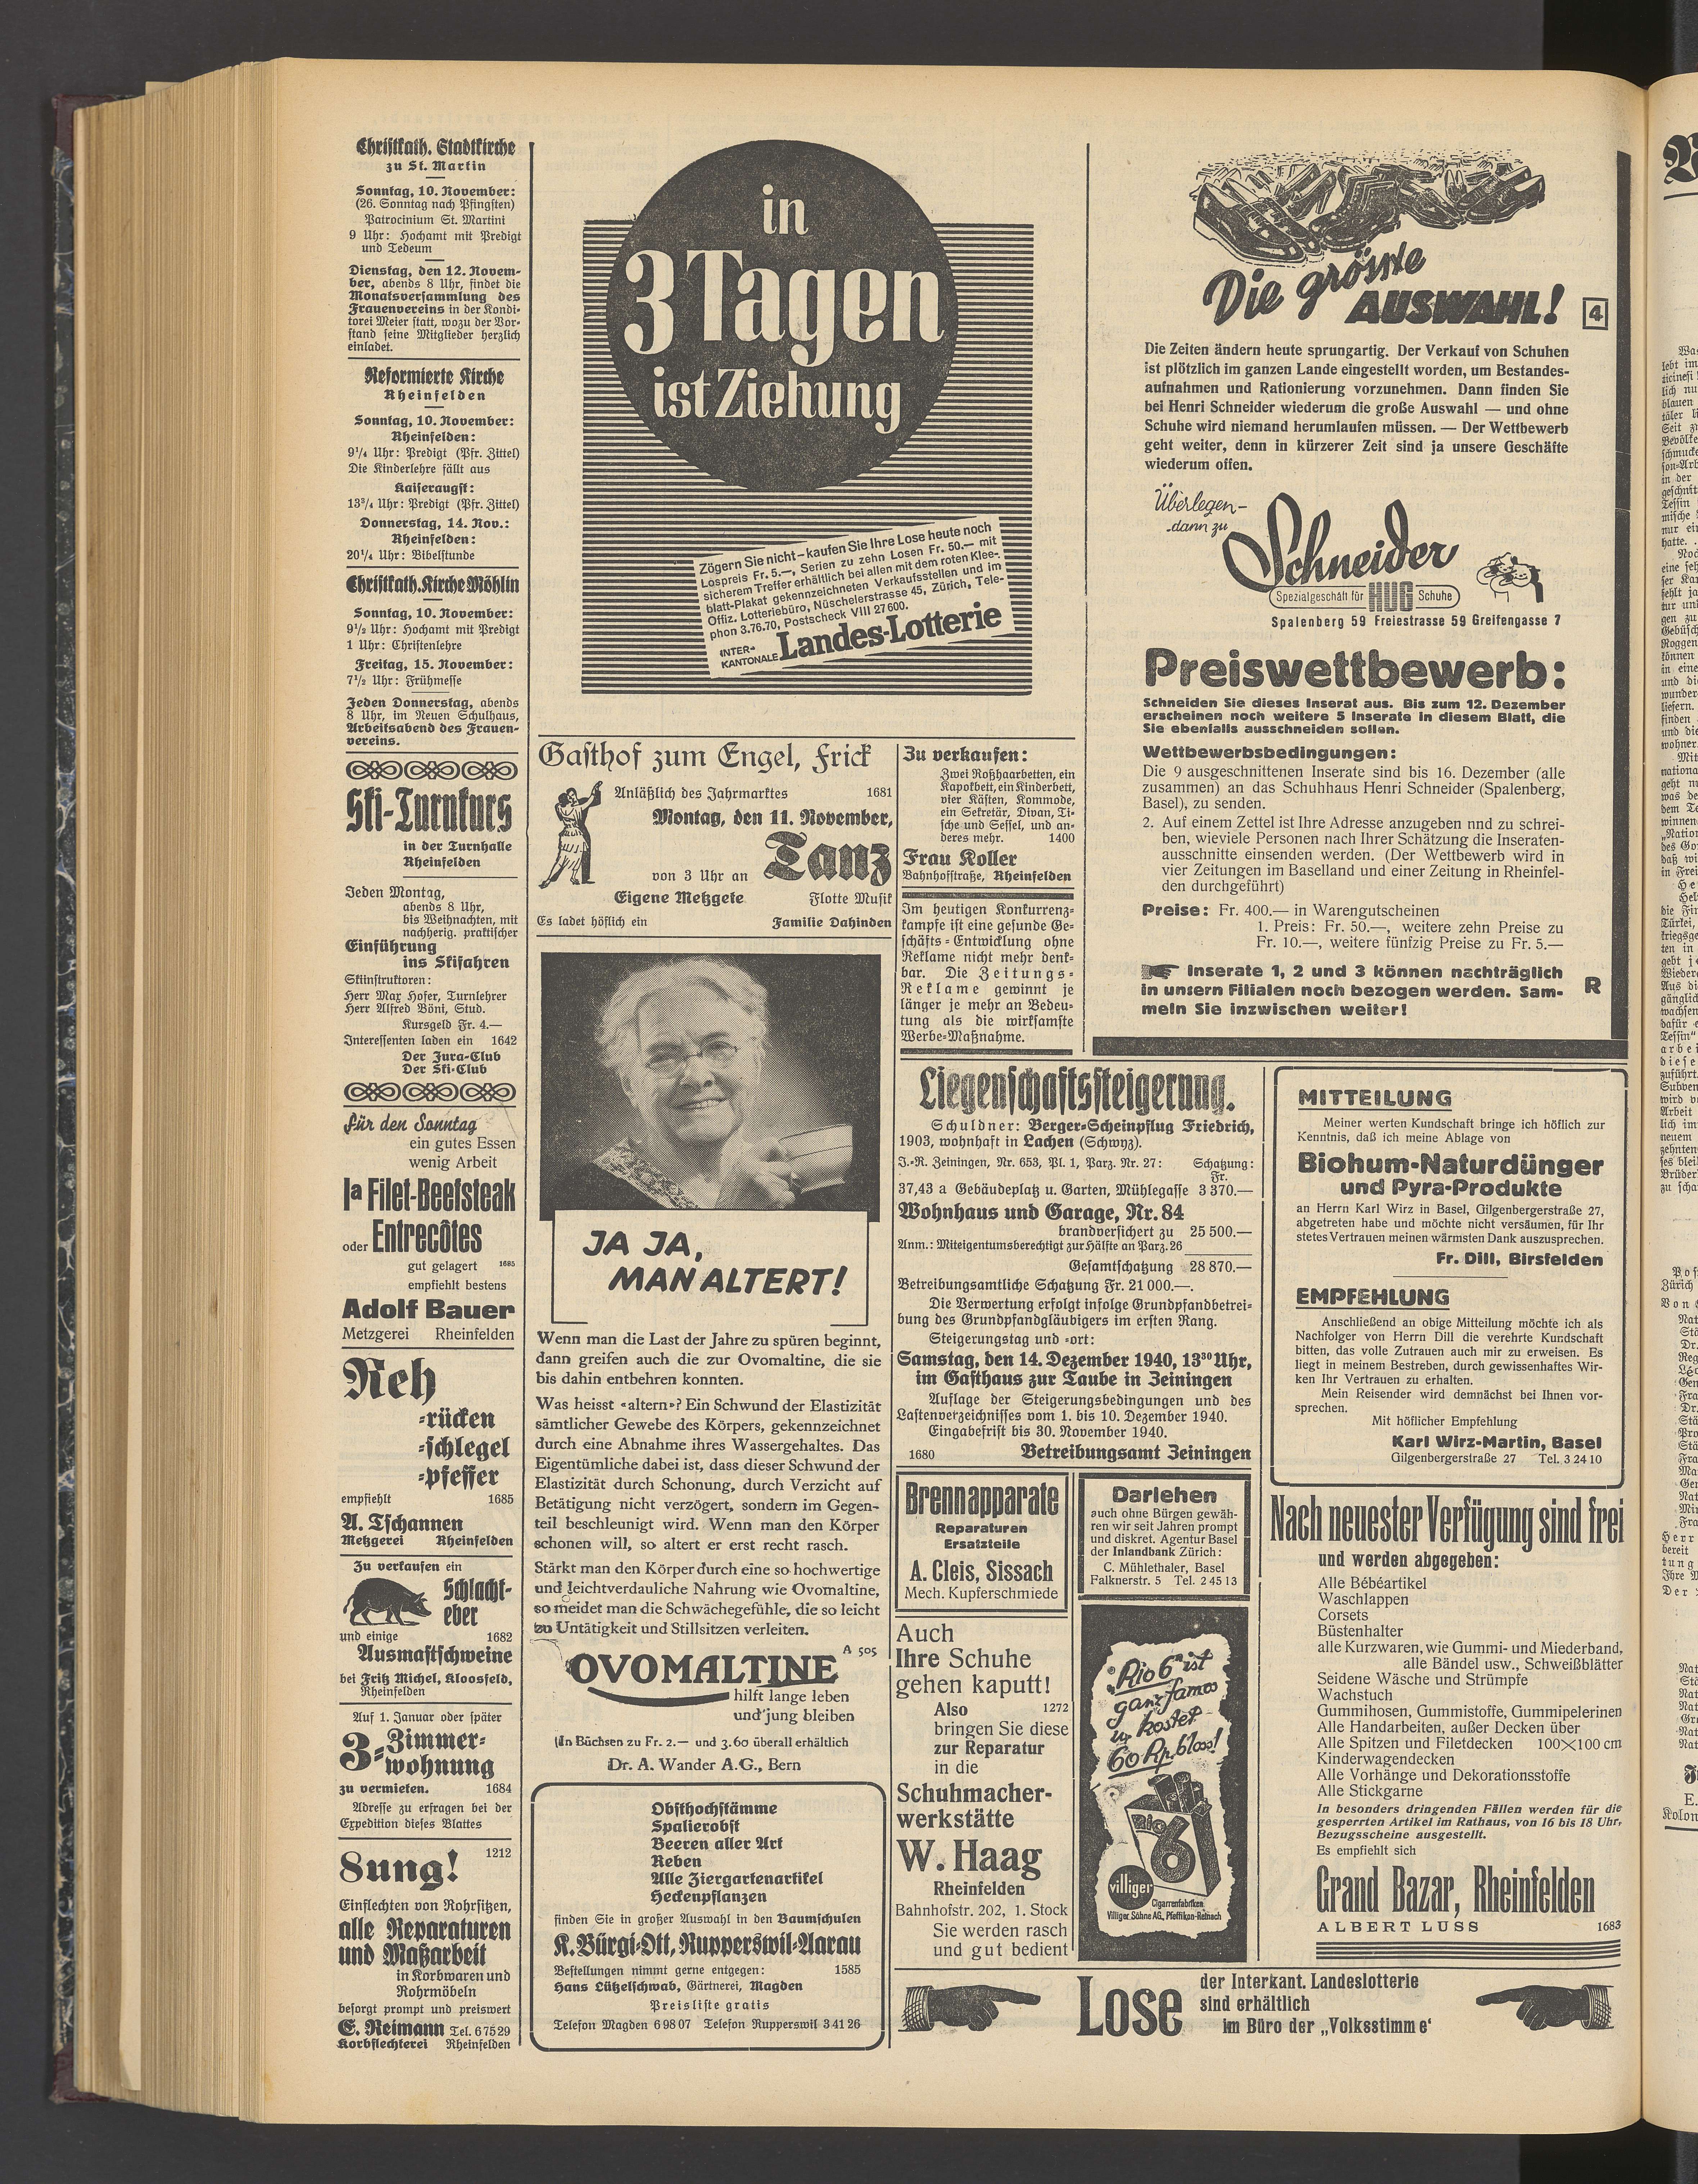 Christkath. Stadtkirche
zu St. Martin
Sonntag, 10. November:
(26. Sonntag nach Pfingsten)
Patrocinium St. Martini
9 Uhr: Hochamt mit Predigt
und Tedeum
Dienstag, den 12. Novem-
ber, abends 8 Uhr, findet die
Monatsversammlung des
Frauenvereins in der Kondi-
torei Meier statt, wozu der Vor-
stand seine Mitglieder herzlich
einladet.
Reformierte Kirche
Rheinfelden
Sonntag, 10. November:
Rheinfelden:
9¼ Uhr: Predigt (Pfr. Zittel)
Die Kinderlehre fällt aus
Kaiseraugst:
13¾ Uhr: Predigt (Pfr. Zittel)
Donnerstag, 14. Nov.:
Rheinfelden:
20¼ Uhr: Bibelstunde
Christkath. Kirche Möhlin
Sonntag, 10. November:
9½ Uhr: Hochamt mit Predigt
1 Uhr: Christenlehre
Freitag, 15. November:
7½ Uhr: Frühmesse
Jeden Donnerstag, abends
8 Uhr, im Neuen Schulhaus,
Arbeitsabend des Frauen-
vereins.
Ski-Turnkurs
in der Turnhalle
Rheinfelden
Jeden Montag,
abends 8 Uhr,
bis Weihnachten, mit
nachherig. praktischer
Einführung
ins Skifahren
Skiinstruktoren:
Herr Max Hofer, Turnlehrer
Herr Alfred Böni, Stud.
Kursgeld Fr. 4.—
Interessenten laden ein 1642
Der Jura-Club
Der Ski-Club
Für den Sonntag
ein gutes Essen
wenig Arbeit
Ia Filet-Beefsteak
oder Entrecôtes
gut gelagert 1685
empfiehlt bestens
Adolf Bauer
Metzgerei Rheinfelden
Reh
-rücken
-schlegel
-pfeffer
empfiehlt 1685
A. Tschannen
Metzgerei Rheinfelden
Zu verkaufen ein
Schlacht-
eber
und einige 1682
Ausmastschweine
bei Fritz Michel, Kloosfeld,
Rheinfelden
Auf 1. Januar oder später
3-Zimmer-
wohnung
zu vermieten. 1684
Adresse zu erfragen bei der
Expedition dieses Blattes
8ung! 1212
Einflechten von Rohrsitzen,
alle Reparaturen
und Maßarbeit
in Korbwaren und
Rohrmöbeln
besorgt prompt und preiswert
E. Reimann Tel. 6 75 29
Korbflechterei Rheinfelden
in
3 Tagen
ist Ziehung
Zögern Sie nicht – kaufen Sie Ihre Lose heute noch
Lospreis Fr. 5.—, Serien zu zehn Losen Fr. 50.— mit
sicherem Treffer erhältlich bei allen mit dem roten Klee-
blatt-Plakat gekennzeichneten Verkaufsstellen und im
Offiz. Lotteriebüro, Nüschelerstrasse 45, Zürich, Tele-
phon 3.76.70, Postscheck VIII 27600.
INTER-
KANTONALE Landes-Lotterie
Gasthof zum Engel, Frick
Anläßlich des Jahrmarktes 1681
Montag, den 11. November,
von 3 Uhr an Tanz
Eigene Metzgete Flotte Musik
Es ladet höflich ein Familie Dahinden
Zu verkaufen:
Zwei Roßhaarbetten, ein
Kapokbett, ein Kinderbett,
vier Kästen, Kommode,
ein Sekretär, Divan, Ti-
sche und Sessel, und an-
deres mehr. 1400
Frau Koller
Bahnhofstraße, Rheinfelden
Im heutigen Konkurrenz-
kampfe ist eine gesunde Ge-
schäfts-Entwicklung ohne
Reklame nicht mehr denk-
bar. Die Zeitungs-
Reklame gewinnt je
länger je mehr an Bedeu-
tung als die wirksamste
Werbe-Maßnahme.
JA JA,
MAN ALTERT!
Wenn man die Last der Jahre zu spüren beginnt,
dann greifen auch die zur Ovomaltine, die sie
bis dahin entbehren konnten.
Was heisst «altern»? Ein Schwund der Elastizität
sämtlicher Gewebe des Körpers, gekennzeichnet
durch eine Abnahme ihres Wassergehaltes. Das
Eigentümliche dabei ist, dass dieser Schwund der
Elastizität durch Schonung, durch Verzicht auf
Betätigung nicht verzögert, sondern im Gegen-
teil beschleunigt wird. Wenn man den Körper
schonen will, so altert er erst recht rasch.
Stärkt man den Körper durch eine so hochwertige
und leichtverdauliche Nahrung wie Ovomaltine,
so meidet man die Schwächegefühle, die so leicht
zu Untätigkeit und Stillsitzen verleiten.
A 505
OVOMALTINE
hilft lange leben
und jung bleiben
In Büchsen zu Fr. 2.— und 3.60 überall erhältlich
Dr. A. Wander A.G., Bern
Obsthochstämme
Spalierobst
Beeren aller Art
Reben
Alle Ziergartenartikel
Heckenpflanzen
finden Sie in großer Auswahl in den Baumschulen
K. Bürgi-Ott, Rupperswil-Aarau
Bestellungen nimmt gerne entgegen: 1585
Hans Lützelschwab, Gärtnerei, Magden
Preisliste gratis
Telefon Magden 6 98 07 Telefon Rupperswil 3 41 26
Liegenschaftssteigerung.
Schuldner: Berger-Scheinpflug Friedrich,
1903, wohnhaft in Lachen (Schwyz).
I.-R. Zeiningen, Nr. 653, Pl. 1, Parz. Nr. 27: Schatzung:
Fr.
37,43 a Gebäudeplatz u. Garten, Mühlegasse 3 370.—
Wohnhaus und Garage, Nr. 84
brandversichert zu 25 500.—
Anm.: Miteigentumsberechtigt zur Hälfte an Parz. 26
Gesamtschatzung 28 870.—
Betreibungsamtliche Schatzung Fr. 21 000.—.
Die Verwertung erfolgt infolge Grundpfandbetrei-
bung des Grundpfandgläubigers im ersten Rang.
Steigerungstag und -ort:
Samstag, den 14. Dezember 1940, 13³⁰ Uhr,
im Gasthaus zur Taube in Zeiningen
Auflage der Steigerungsbedingungen und des
Lastenverzeichnisses vom 1. bis 10. Dezember 1940.
Eingabefrist bis 30. November 1940.
1680 Betreibungsamt Zeiningen
Brennapparate
Reparaturen
Ersatzteile
A. Cleis, Sissach
Mech. Kupferschmiede
Darlehen
auch ohne Bürgen gewäh-
ren wir seit Jahren prompt
und diskret. Agentur Basel
der Inlandbank Zürich:
C. Mühlethaler, Basel
Falknerstr. 5 Tel. 2 45 13
Auch
Ihre Schuhe
gehen kaputt!
Also 1272
bringen Sie diese
zur Reparatur
in die
Schuhmacher-
werkstätte
W. Haag
Rheinfelden
Bahnhofstr. 202, 1. Stock
Sie werden rasch
und gut bedient
„Rio 6“ ist
ganz famos
u. kostet
60 Rp. bloss!
Rio
6
villiger
Cigarrenfabriken
Villiger Söhne AG, Pfeffikon-Reinach
Die grösste
AUSWAHL!
4
Die Zeiten ändern heute sprungartig. Der Verkauf von Schuhen
ist plötzlich im ganzen Lande eingestellt worden, um Bestandes-
aufnahmen und Rationierung vorzunehmen. Dann finden Sie
bei Henri Schneider wiederum die große Auswahl — und ohne
Schuhe wird niemand herumlaufen müssen. — Der Wettbewerb
geht weiter, denn in kürzerer Zeit sind ja unsere Geschäfte
wiederum offen.
Überlegen-
dann zu
Schneider
Spezialgeschäft für HUG Schuhe
Spalenberg 59 Freiestrasse 59 Greifengasse 7
Preiswettbewerb:
Schneiden Sie dieses Inserat aus. Bis zum 12. Dezember
erscheinen noch weitere 5 Inserate in diesem Blatt, die
Sie ebenfalls ausschneiden sollen.
Wettbewerbsbedingungen:
Die 9 ausgeschnittenen Inserate sind bis 16. Dezember (alle
zusammen) an das Schuhhaus Henri Schneider (Spalenberg,
Basel), zu senden.
2. Auf einem Zettel ist Ihre Adresse anzugeben nnd zu schrei-
ben, wieviele Personen nach Ihrer Schätzung die Inseraten-
ausschnitte einsenden werden. (Der Wettbewerb wird in
vier Zeitungen im Baselland und einer Zeitung in Rheinfel-
den durchgeführt)
Preise: Fr. 400.— in Warengutscheinen
1. Preis: Fr. 50.—, weitere zehn Preise zu
Fr. 10.—, weitere fünfzig Preise zu Fr. 5.—
Inserate 1, 2 und 3 können nachträglich
in unsern Filialen noch bezogen werden. Sam-
meln Sie inzwischen weiter!
R
MITTEILUNG
Meiner werten Kundschaft bringe ich höflich zur
Kenntnis, daß ich meine Ablage von
Biohum-Naturdünger
und Pyra-Produkte
an Herrn Karl Wirz in Basel, Gilgenbergerstraße 27,
abgetreten habe und möchte nicht versäumen, für Ihr
stetes Vertrauen meinen wärmsten Dank auszusprechen.
Fr. Dill, Birsfelden
EMPFEHLUNG
Anschließend an obige Mitteilung möchte ich als
Nachfolger von Herrn Dill die verehrte Kundschaft
bitten, das volle Zutrauen auch mir zu erweisen. Es
liegt in meinem Bestreben, durch gewissenhaftes Wir-
ken Ihr Vertrauen zu erhalten.
Mein Reisender wird demnächst bei Ihnen vor-
sprechen.
Mit höflicher Empfehlung
Karl Wirz-Martin, Basel
Gilgenbergerstraße 27 Tel. 3 24 10
Nach neuester Verfügung sind frei
und werden abgegeben:
Alle Bébéartikel
Waschlappen
Corsets
Büstenhalter
alle Kurzwaren, wie Gummi- und Miederband,
alle Bändel usw., Schweißblätter
Seidene Wäsche und Strümpfe
Wachstuch
Gummihosen, Gummistoffe, Gummipelerinen
Alle Handarbeiten, außer Decken über
Alle Spitzen und Filetdecken 100×100 cm
Kinderwagendecken
Alle Vorhänge und Dekorationsstoffe
Alle Stickgarne
In besonders dringenden Fällen werden für die
gesperrten Artikel im Rathaus, von 16 bis 18 Uhr,
Bezugsscheine ausgestellt.
Es empfiehlt sich
Grand Bazar, Rheinfelden
ALBERT LUSS 1683
Lose
der Interkant. Landeslotterie
sind erhältlich
im Büro der „Volksstimme“